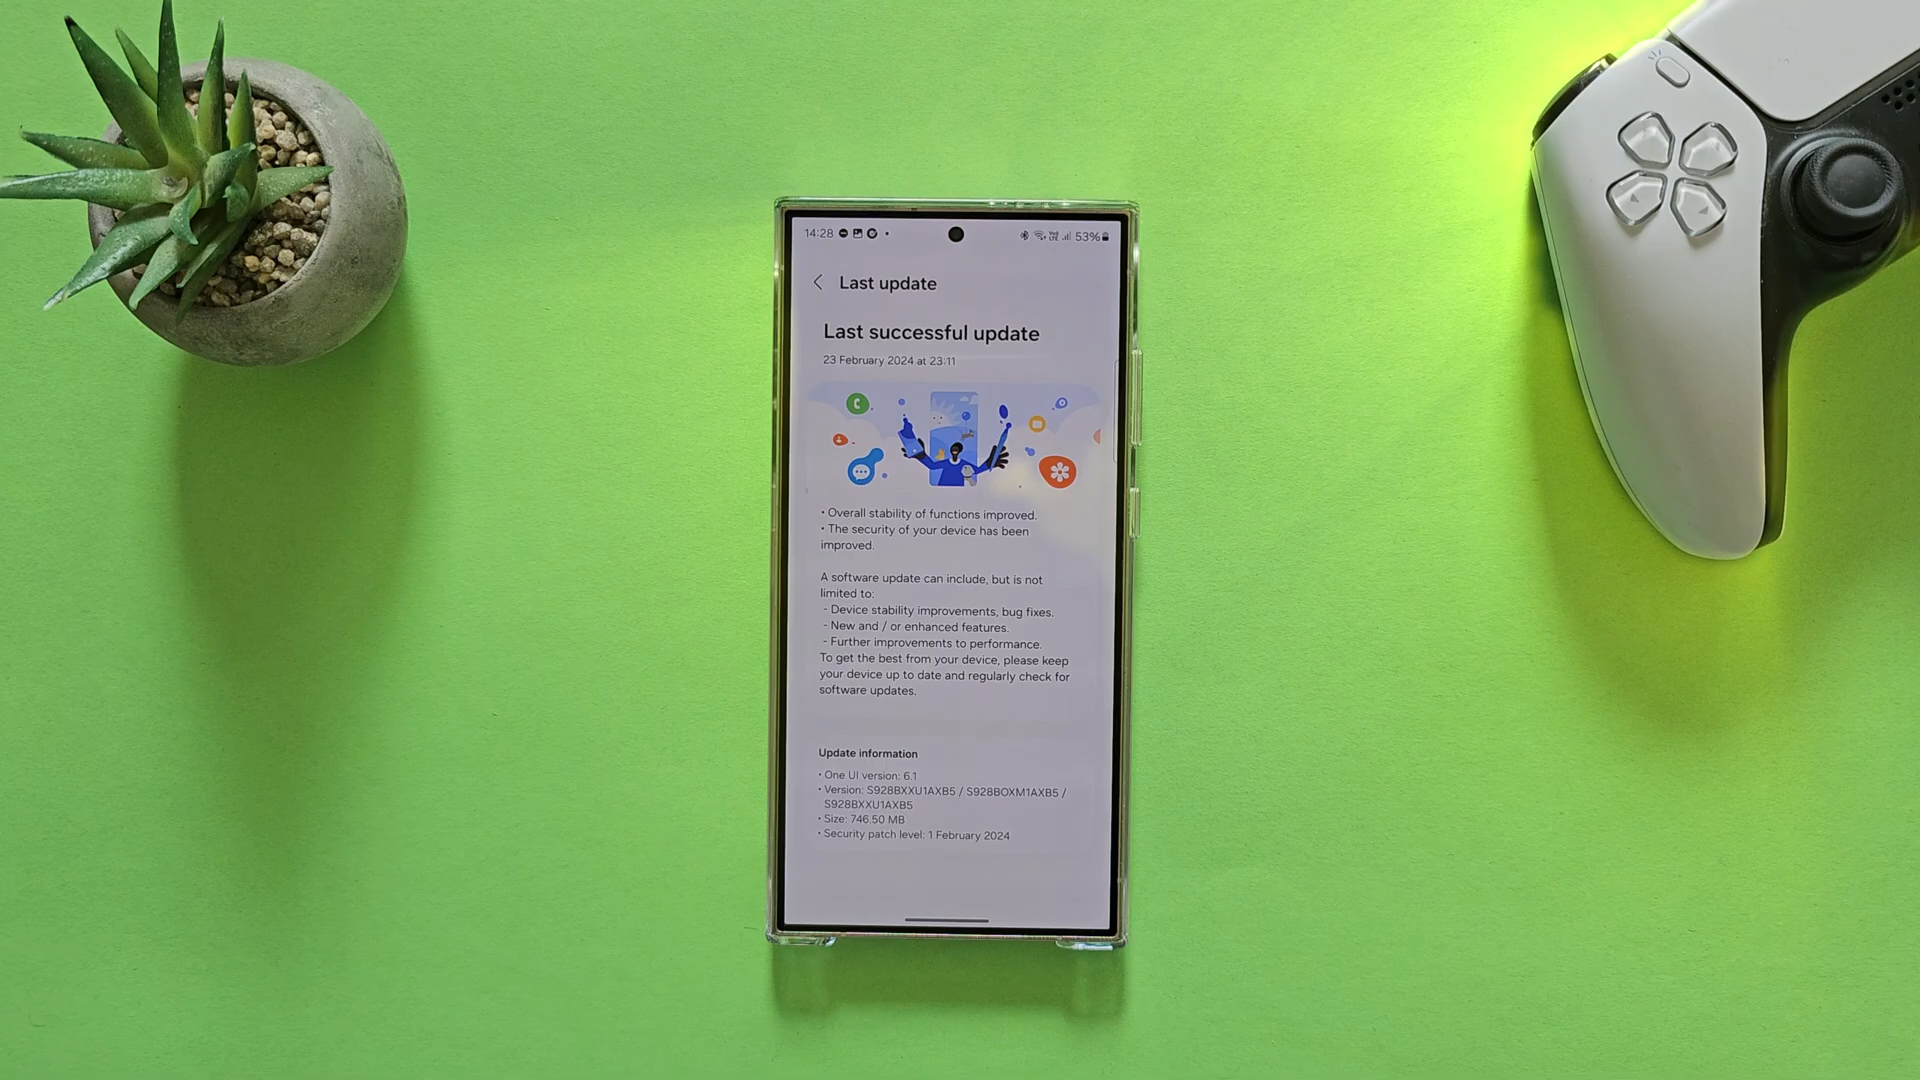 14:28
53%
Last update
Last successful update
23 February 2024 at 23:11
• Overall stability of functions improved.
• The security of your device has been
improved.
A software update can include, but is not
limited to:
- Device stability improvements, bug fixes.
- New and / or enhanced features.
- Further improvements to performance.
To get the best from your device, please keep
your device up to date and regularly check for
software updates.
Update information
• One UI version: 6.1
• Version: S928BXXU1AXB5 / S928BOXM1AXB5 /
S928BXXU1AXB5
• Size: 746.50 MB
• Security patch level: 1 February 2024